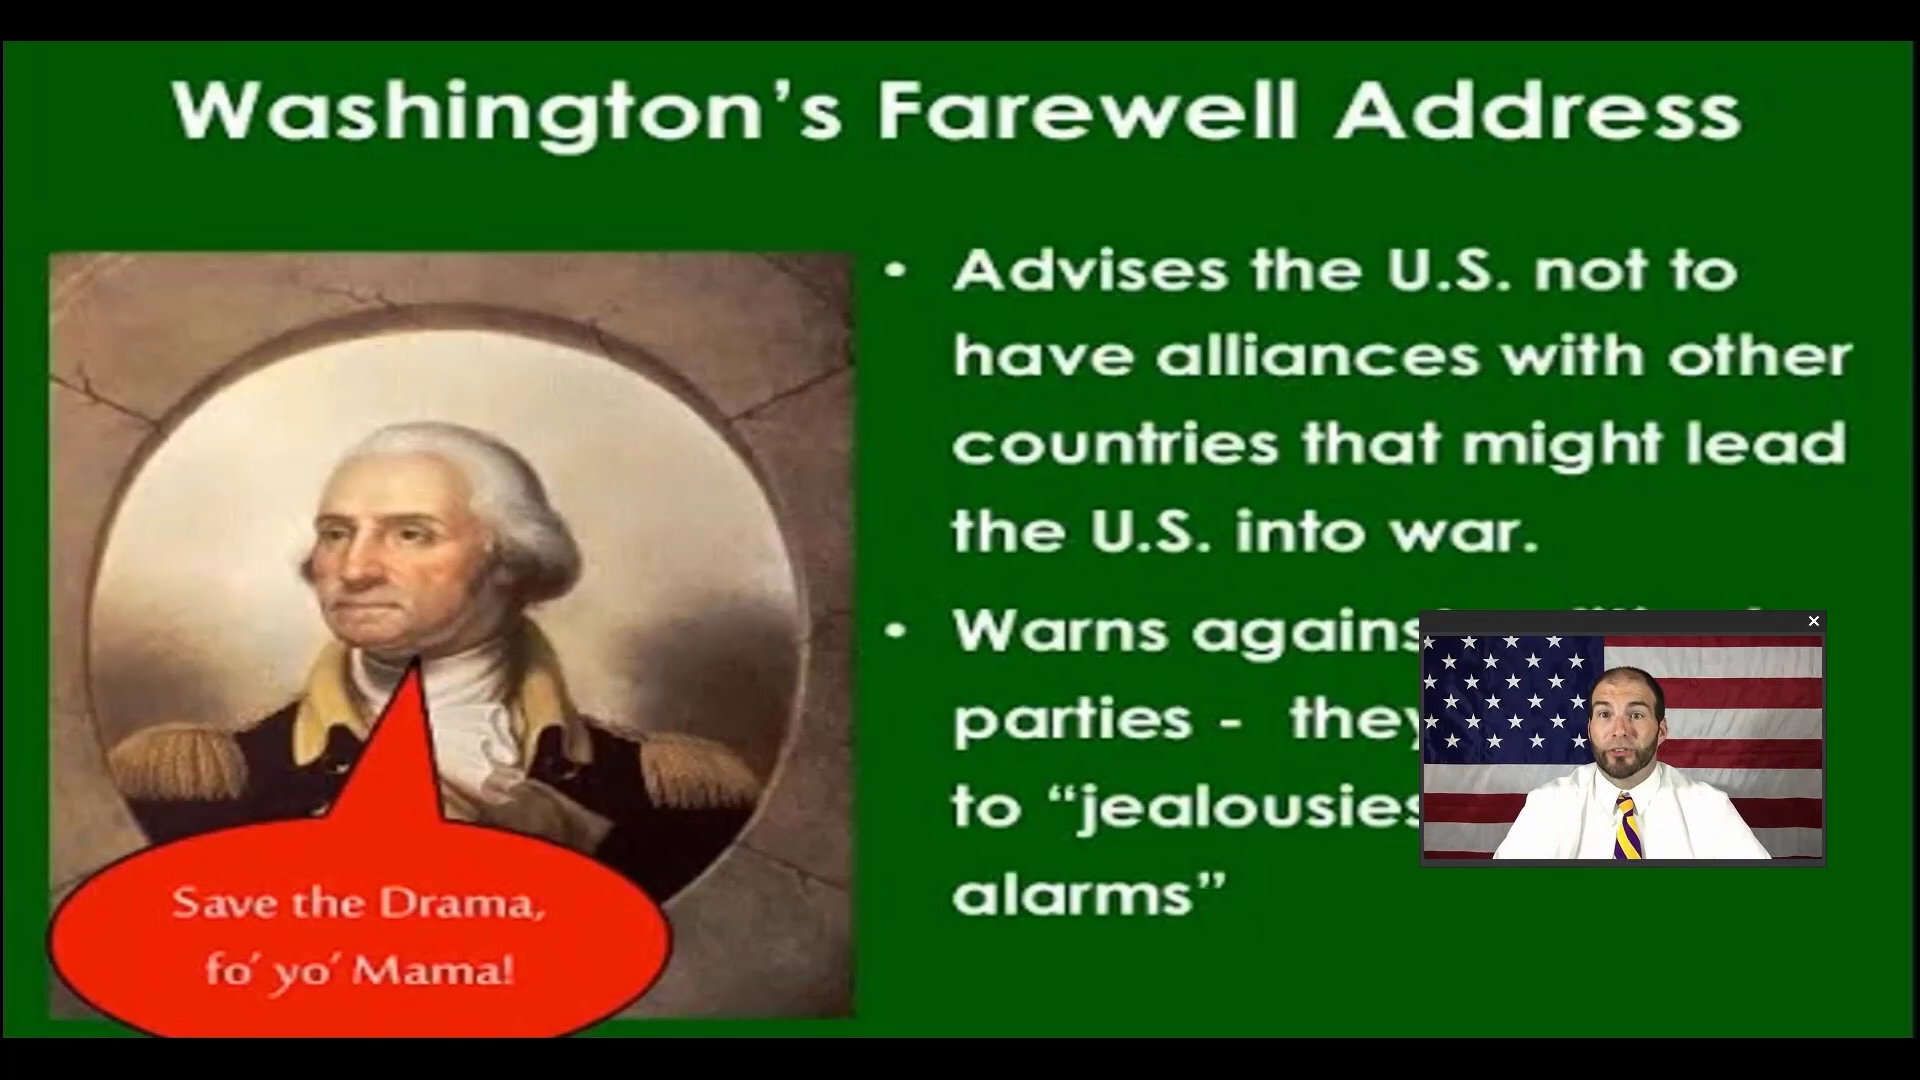 Washington’s Farewell Address
• Advises the U.S. not to
have alliances with other
countries that might lead
the U.S. into war.
• Warns against
parties - they
to “jealousies
alarms”
Save the Drama,
fo’ yo’ Mama!